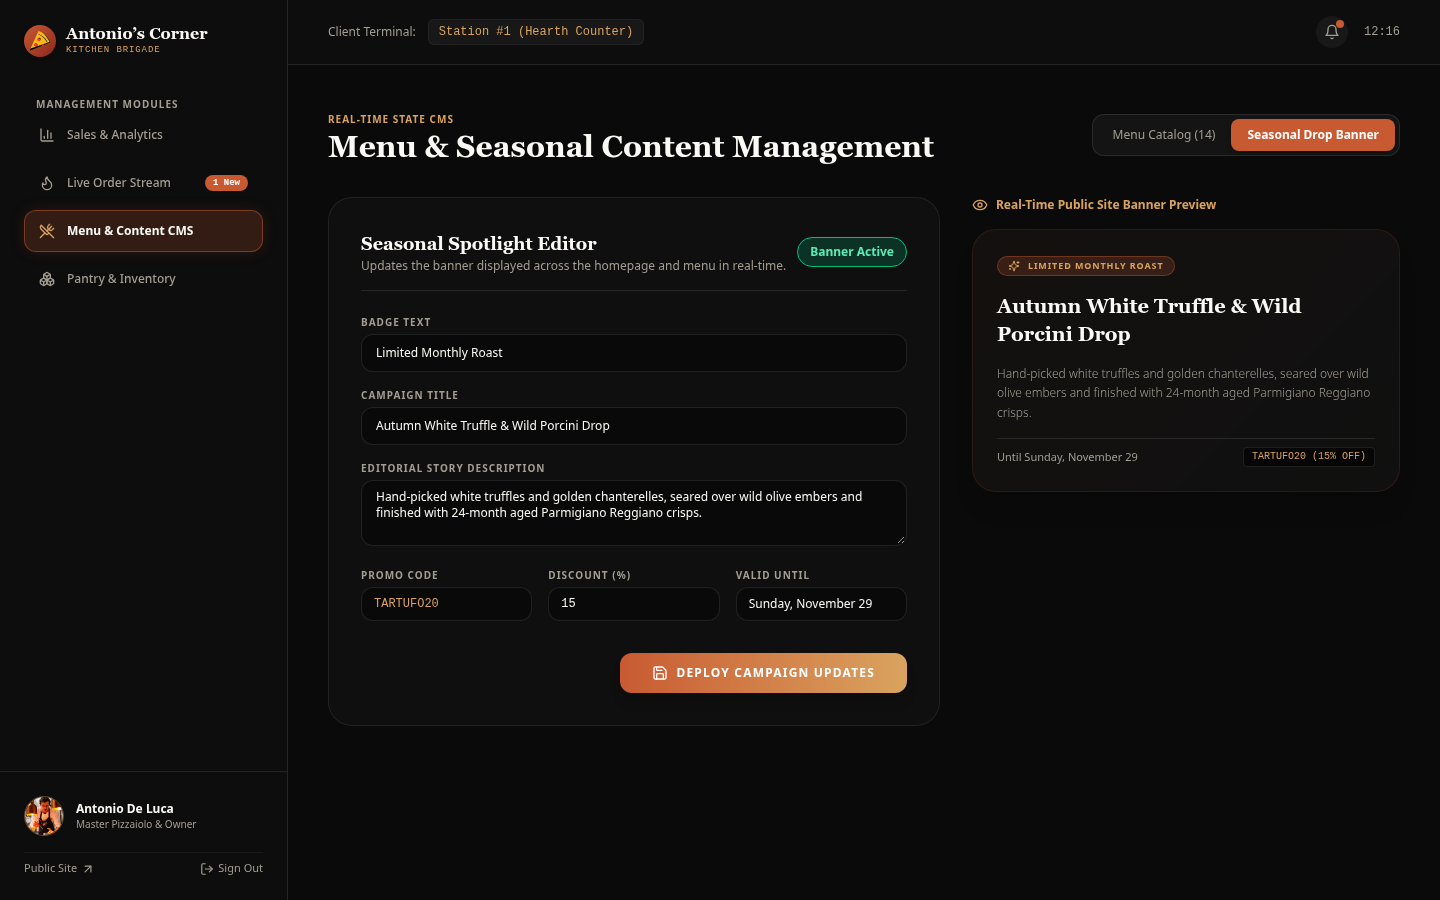 Antonio's Corner
KITCHEN BRIGADE
MANAGEMENT MODULES
Sales & Analytics
Live Order Stream
1 New
Menu & Content CMS
Pantry & Inventory
Antonio De Luca
Master Pizzaiolo & Owner
Public Site
Sign Out
Client Terminal:
Station #1 (Hearth Counter)
12:16
REAL-TIME STATE CMS
Menu & Seasonal Content Management
Menu Catalog (14)
Seasonal Drop Banner
Seasonal Spotlight Editor
Updates the banner displayed across the homepage and menu in real-time.
Banner Active
BADGE TEXT
Limited Monthly Roast
CAMPAIGN TITLE
Autumn White Truffle & Wild Porcini Drop
EDITORIAL STORY DESCRIPTION
Hand-picked white truffles and golden chanterelles, seared over wild olive embers and
finished with 24-month aged Parmigiano Reggiano crisps.
PROMO CODE
TARTUFO20
DISCOUNT (%)
15
VALID UNTIL
Sunday, November 29
DEPLOY CAMPAIGN UPDATES
Real-Time Public Site Banner Preview
LIMITED MONTHLY ROAST
Autumn White Truffle & Wild
Porcini Drop
Hand-picked white truffles and golden chanterelles, seared over wild
olive embers and finished with 24-month aged Parmigiano Reggiano
crisps.
Until Sunday, November 29
TARTUFO20 (15% OFF)